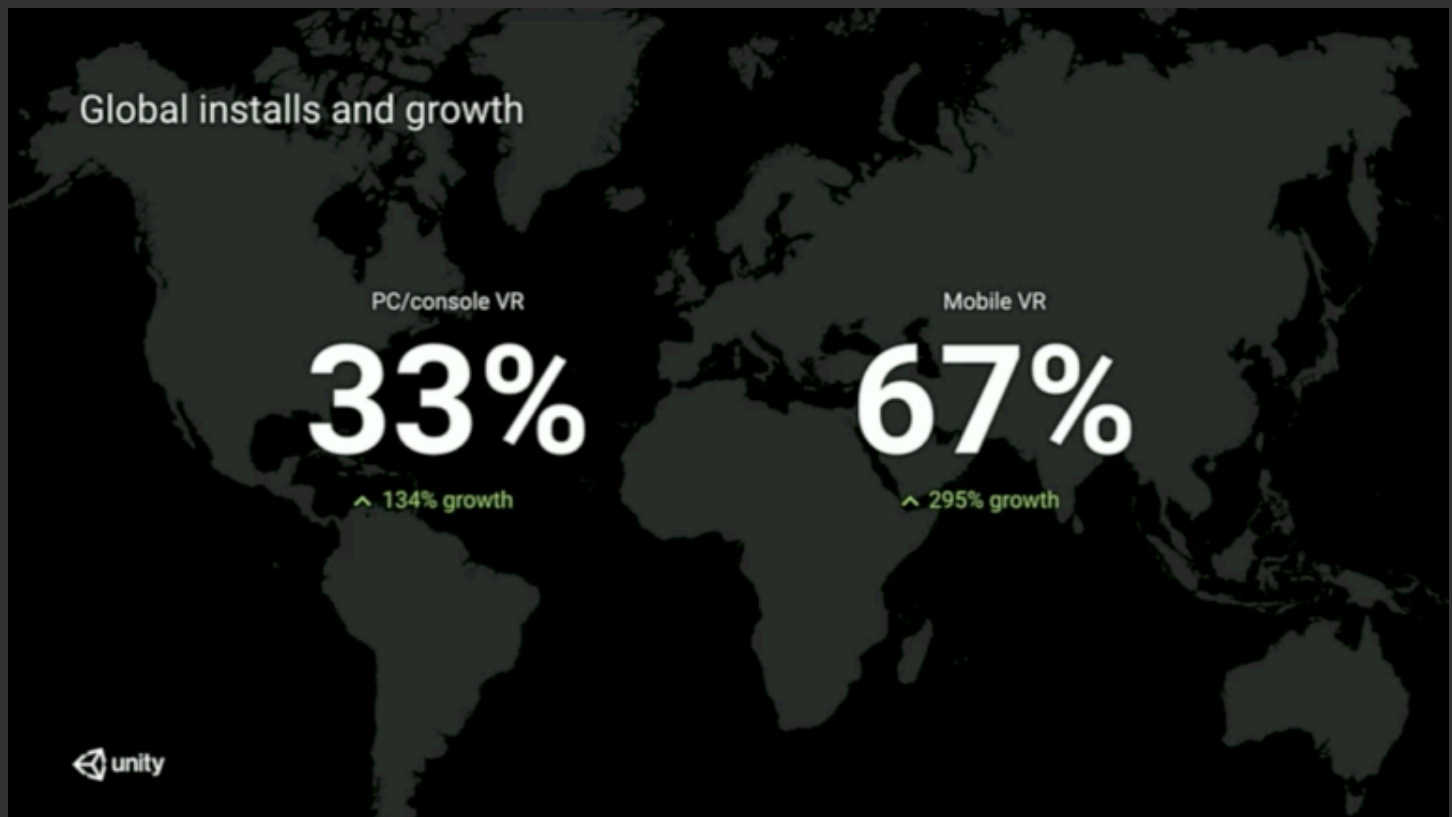 Global installs and growth
PC/console VR
33%
134% growth
Mobile VR
67%
295% growth
unity